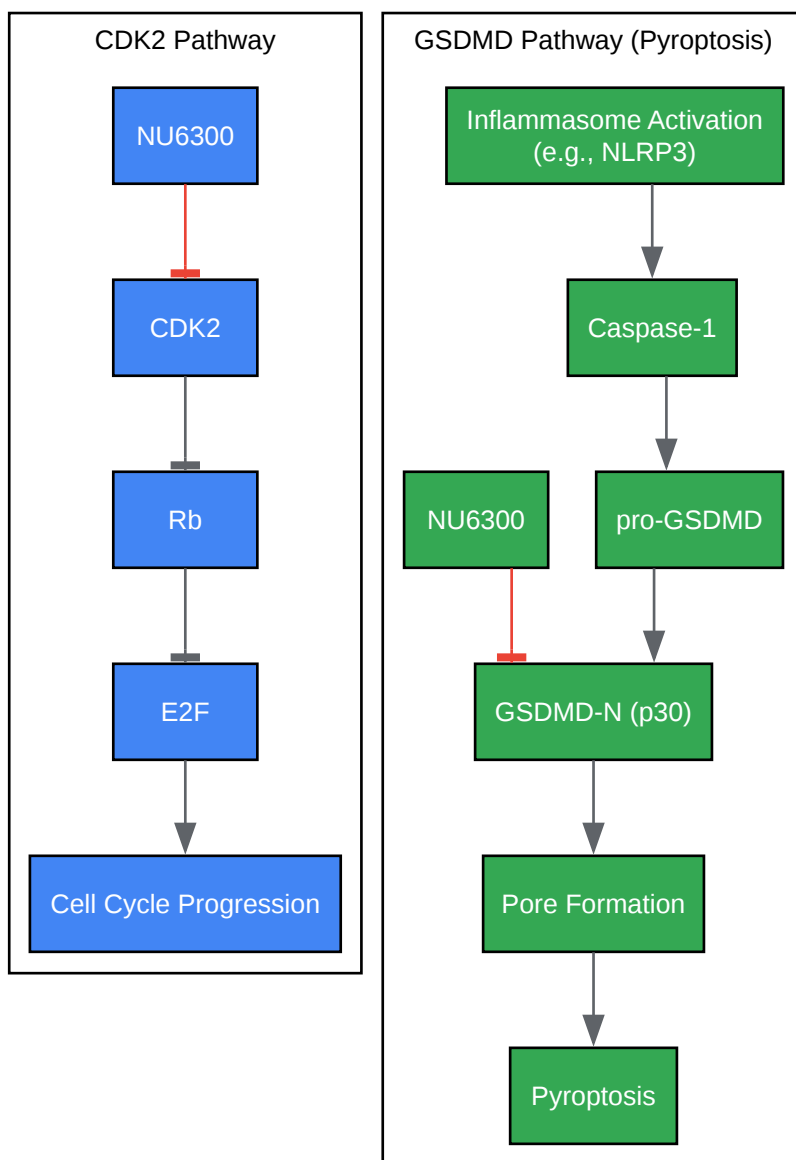 CDK2 Pathway
NU6300
CDK2
Rb
E2F
Cell Cycle Progression
GSDMD Pathway (Pyroptosis)
Inflammasome Activation
(e.g., NLRP3)
Caspase-1
NU6300
pro-GSDMD
GSDMD-N (p30)
Pore Formation
Pyroptosis